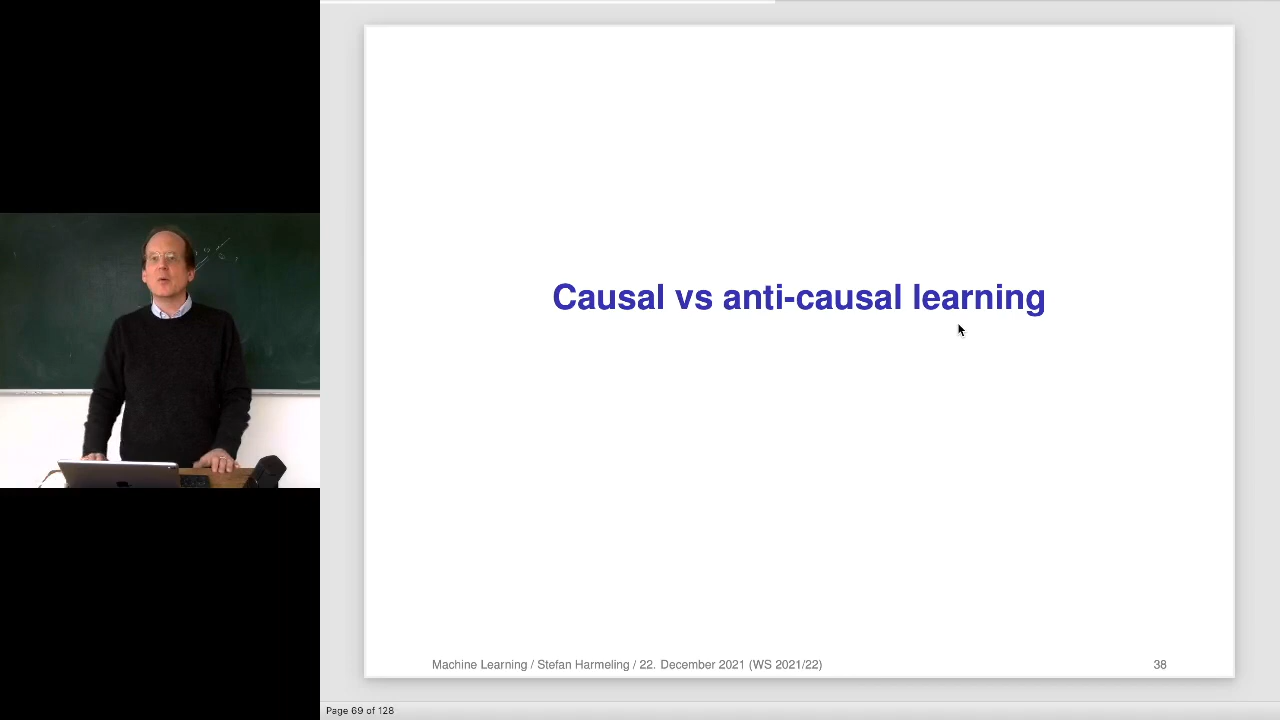 Causal vs anti-causal learning
Machine Learning / Stefan Harmeling / 22. December 2021 (WS 2021/22)
38
Page 69 of 128